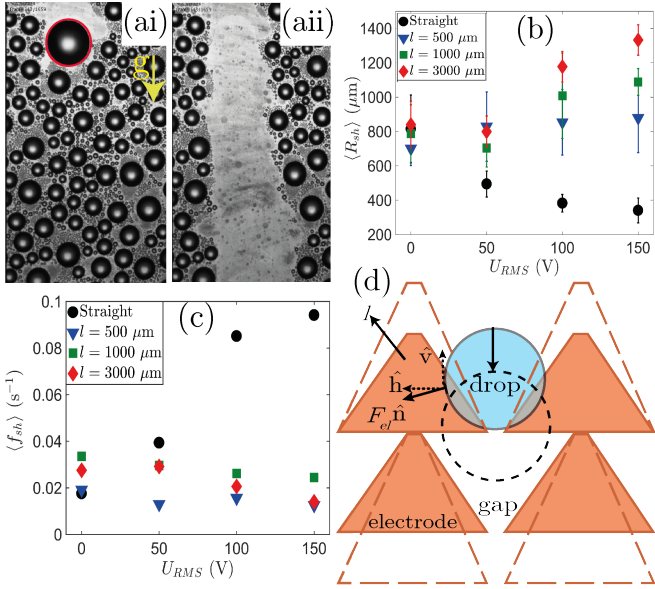 (ai)
g
(aii)
(b)
Straight
l = 500 μm
l = 1000 μm
l = 3000 μm
⟨R_sh⟩ (μm)
1400
1200
1000
800
600
400
200
0 50 100 150
U_RMS (V)
(c)
Straight
l = 500 μm
l = 1000 μm
l = 3000 μm
⟨f_sh⟩ (s⁻¹)
0.1
0.08
0.06
0.04
0.02
0
0 50 100 150
U_RMS (V)
(d)
l
v̂
ĥ
drop
F_el n̂
gap
electrode